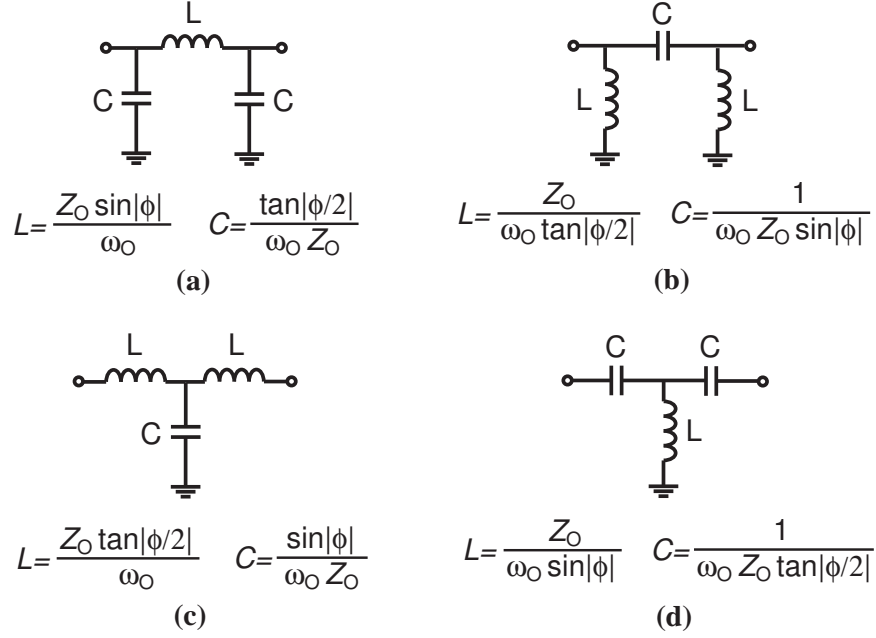 L
C
C
L= Z_O sin|ϕ| / ω_O
C= tan|ϕ/2| / ω_O Z_O
(a)
C
L
L
L= Z_O / ω_O tan|ϕ/2|
C= 1 / ω_O Z_O sin|ϕ|
(b)
L L
C
L= Z_O tan|ϕ/2| / ω_O
C= sin|ϕ| / ω_O Z_O
(c)
C C
L
L= Z_O / ω_O sin|ϕ|
C= 1 / ω_O Z_O tan|ϕ/2|
(d)